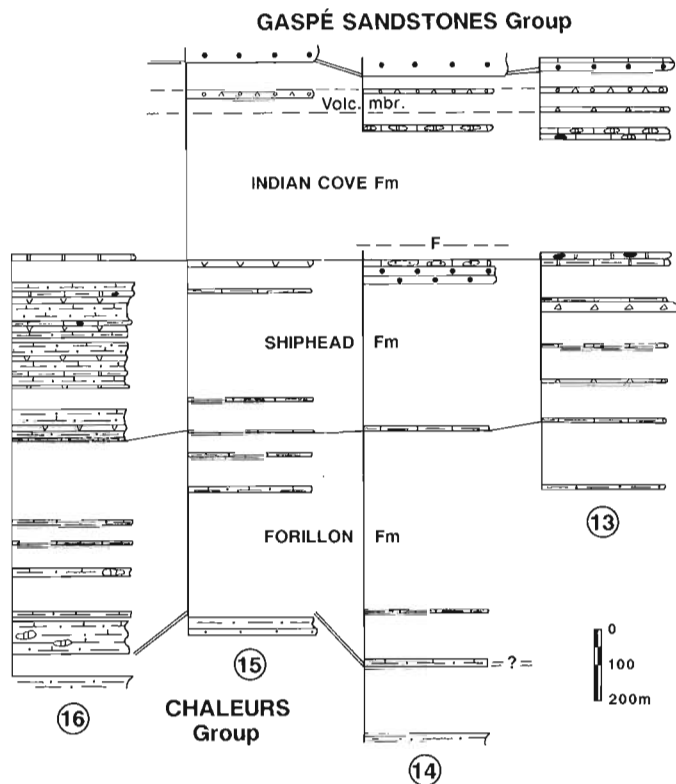 GASPÉ SANDSTONES Group
Volc. mbr.
INDIAN COVE Fm
F
SHIPHEAD Fm
FORILLON Fm
13
0
100
200m
?
15
16
CHALEURS
Group
14